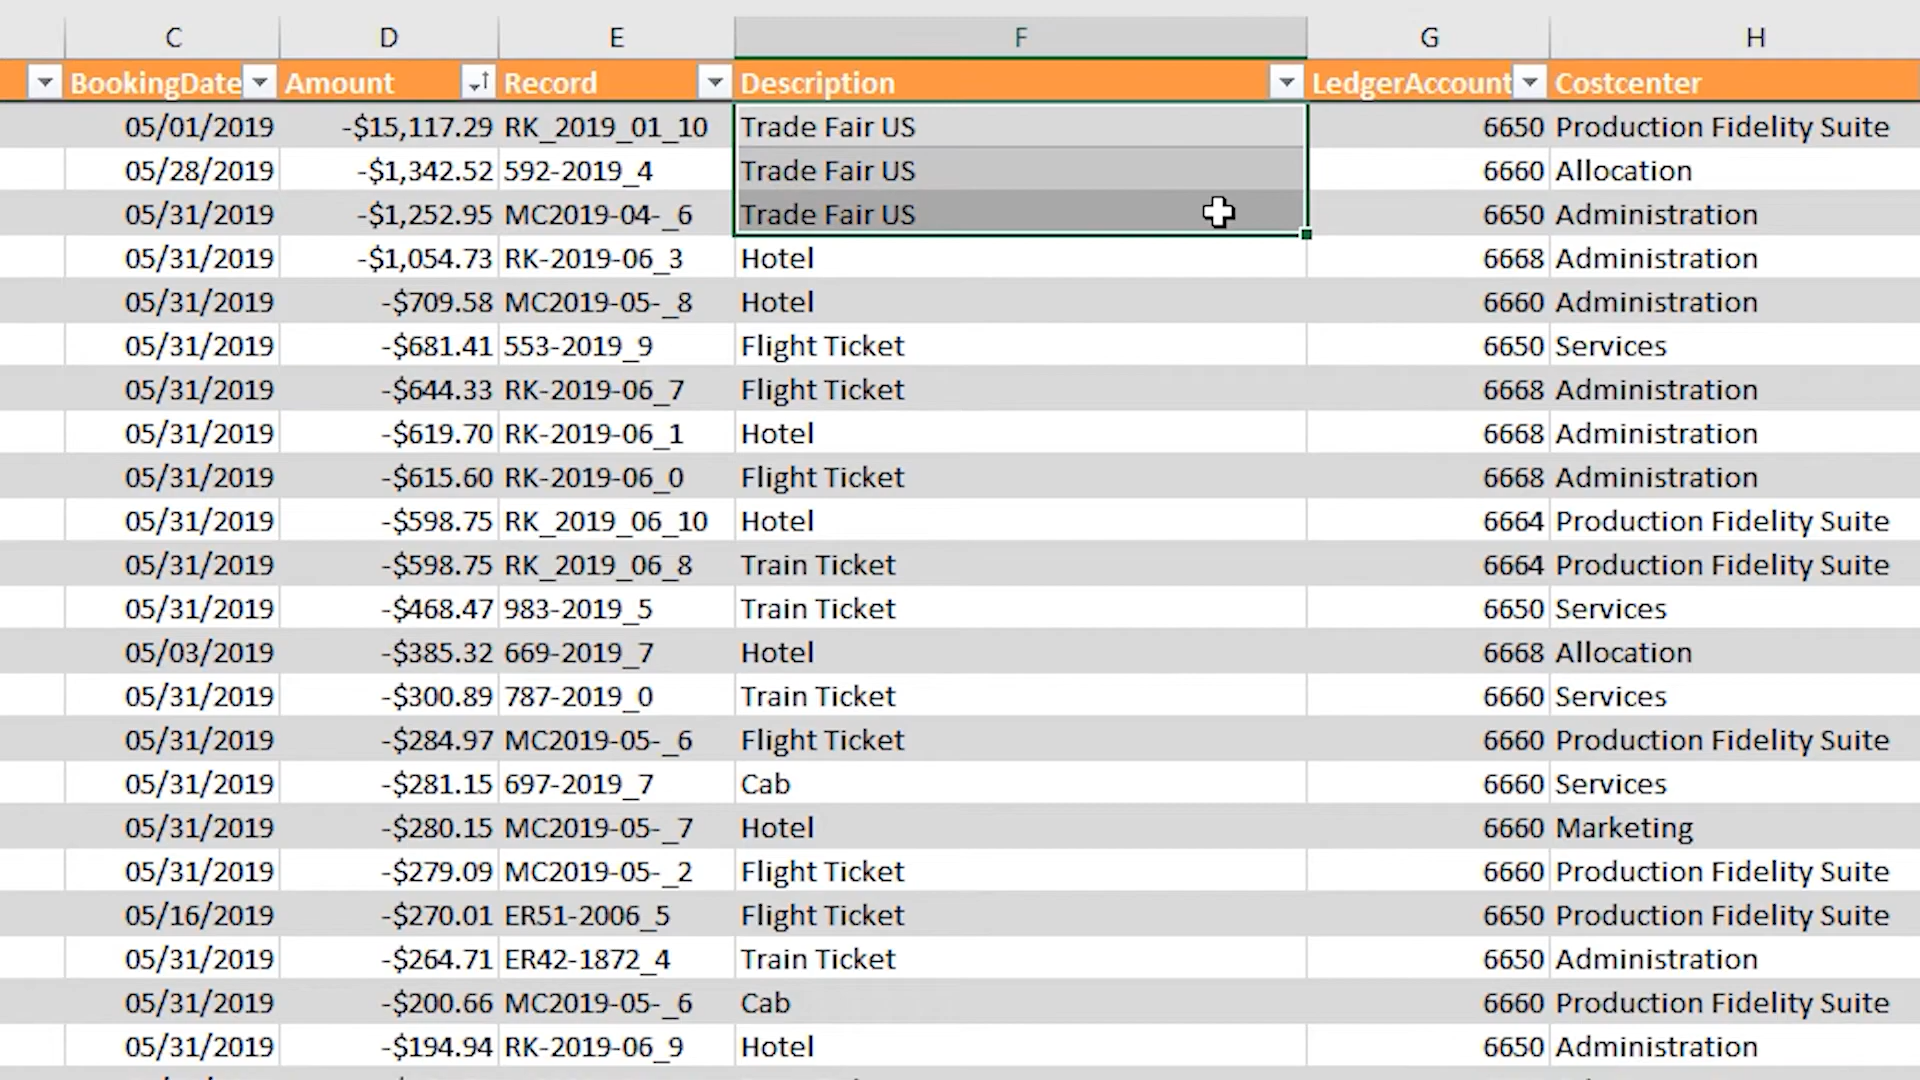 C D E F G H
BookingDate Amount Record Description LedgerAccount Costcenter
05/01/2019 -$15,117.29 RK_2019_01_10 Trade Fair US 6650 Production Fidelity Suite
05/28/2019 -$1,342.52 592-2019_4 Trade Fair US 6660 Allocation
05/31/2019 -$1,252.95 MC2019-04-_6 Trade Fair US 6650 Administration
05/31/2019 -$1,054.73 RK-2019-06_3 Hotel 6668 Administration
05/31/2019 -$709.58 MC2019-05-_8 Hotel 6660 Administration
05/31/2019 -$681.41 553-2019_9 Flight Ticket 6650 Services
05/31/2019 -$644.33 RK-2019-06_7 Flight Ticket 6668 Administration
05/31/2019 -$619.70 RK-2019-06_1 Hotel 6668 Administration
05/31/2019 -$615.60 RK-2019-06_0 Flight Ticket 6668 Administration
05/31/2019 -$598.75 RK_2019_06_10 Hotel 6664 Production Fidelity Suite
05/31/2019 -$598.75 RK_2019_06_8 Train Ticket 6664 Production Fidelity Suite
05/31/2019 -$468.47 983-2019_5 Train Ticket 6650 Services
05/03/2019 -$385.32 669-2019_7 Hotel 6668 Allocation
05/31/2019 -$300.89 787-2019_0 Train Ticket 6660 Services
05/31/2019 -$284.97 MC2019-05-_6 Flight Ticket 6660 Production Fidelity Suite
05/31/2019 -$281.15 697-2019_7 Cab 6660 Services
05/31/2019 -$280.15 MC2019-05-_7 Hotel 6660 Marketing
05/31/2019 -$279.09 MC2019-05-_2 Flight Ticket 6660 Production Fidelity Suite
05/16/2019 -$270.01 ER51-2006_5 Flight Ticket 6650 Production Fidelity Suite
05/31/2019 -$264.71 ER42-1872_4 Train Ticket 6650 Administration
05/31/2019 -$200.66 MC2019-05-_6 Cab 6660 Production Fidelity Suite
05/31/2019 -$194.94 RK-2019-06_9 Hotel 6650 Administration